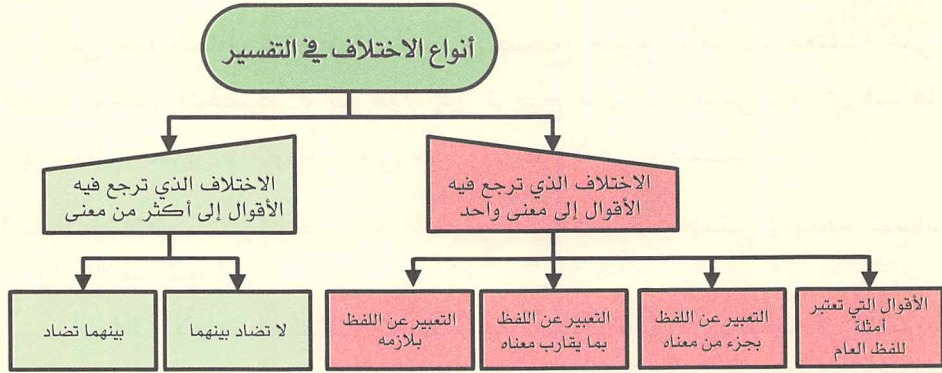 أنواع الاختلاف في التفسير
الاختلاف الذي ترجع فيه
الأقوال إلى معنى واحد
الاختلاف الذي ترجع فيه
الأقوال إلى أكثر من معنى
الأقوال التي تعتبر
أمثلة
للفظ العام
التعبير عن اللفظ
بجزء من معناه
التعبير عن اللفظ
بما يقارب معناه
التعبير عن اللفظ
بلازمه
لا تضاد بينهما
بينهما تضاد